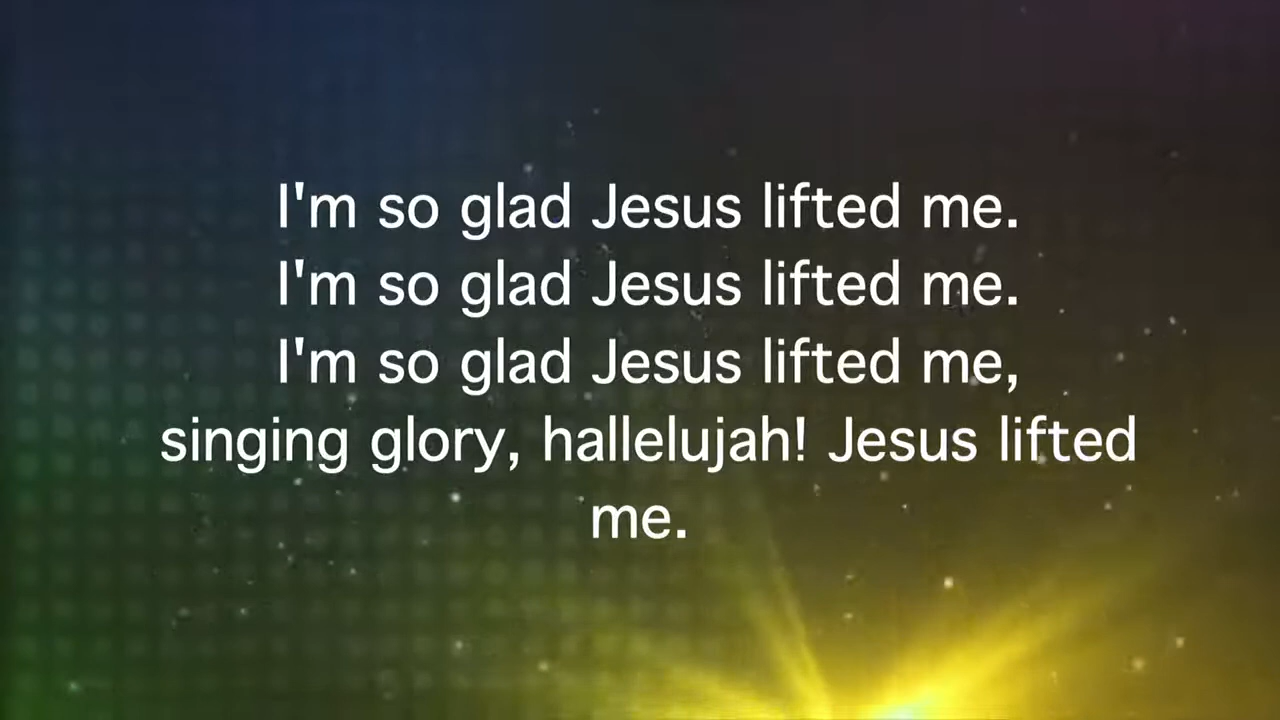 I'm so glad Jesus lifted me.
I'm so glad Jesus lifted me.
I'm so glad Jesus lifted me,
singing glory, hallelujah! Jesus lifted
me.